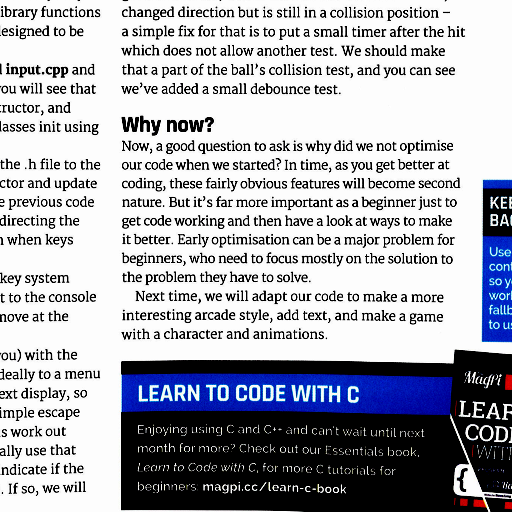 library functions
designed to be
input.cpp and
you will see that
tructor, and
lasses init using
the .h file to the
ctor and update
e previous code
directing the
n when keys
key system
t to the console
move at the
you) with the
deally to a menu
ext display, so
imple escape
s work out
ally use that
ndicate if the
. If so, we will
changed direction but is still in a collision position –
a simple fix for that is to put a small timer after the hit
which does not allow another test. We should make
that a part of the ball’s collision test, and you can see
we’ve added a small debounce test.
Why now?
Now, a good question to ask is why did we not optimise
our code when we started? In time, as you get better at
coding, these fairly obvious features will become second
nature. But it’s far more important as a beginner just to
get code working and then have a look at ways to make
it better. Early optimisation can be a major problem for
beginners, who need to focus mostly on the solution to
the problem they have to solve.
Next time, we will adapt our code to make a more
interesting arcade style, add text, and make a game
with a character and animations.
LEARN TO CODE WITH C
Enjoying using C and C++ and can’t wait until next
month for more? Check out our Essentials book,
Learn to Code with C, for more C tutorials for
beginners: magpi.cc/learn-c-book
KEE
BAC
Use
cont
so y
work
fallb
to us
MagPi
LEAR
CODE
WITH
{